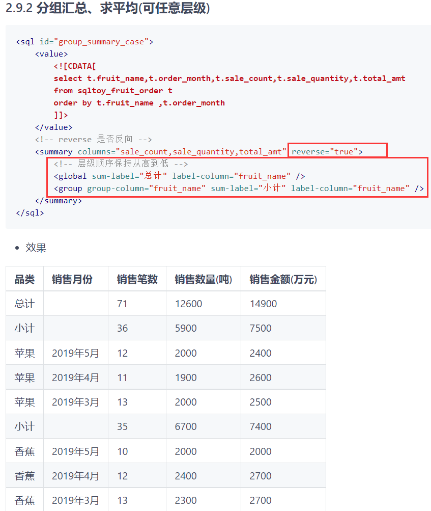 2.9.2 分组汇总、求平均(可任意层级)
<sql id="group_summary_case">
<value>
<![CDATA[
select t.fruit_name,t.order_month,t.sale_count,t.sale_quantity,t.total_amt
from sqltoy_fruit_order t
order by t.fruit_name ,t.order_month
]]>
</value>
<!-- reverse 是否反向 -->
<summary columns="sale_count,sale_quantity,total_amt" reverse="true">
<!-- 层级顺序保持从高到低 -->
<global sum-label="总计" label-column="fruit_name" />
<group group-column="fruit_name" sum-label="小计" label-column="fruit_name" />
</summary>
</sql>
• 效果
品类 销售月份 销售笔数 销售数量(吨) 销售金额(万元)
总计 71 12600 14900
小计 36 5900 7500
苹果 2019年5月 12 2000 2400
苹果 2019年4月 11 1900 2600
苹果 2019年3月 13 2000 2500
小计 35 6700 7400
香蕉 2019年5月 10 2000 2000
香蕉 2019年4月 12 2400 2700
香蕉 2019年3月 13 2300 2700